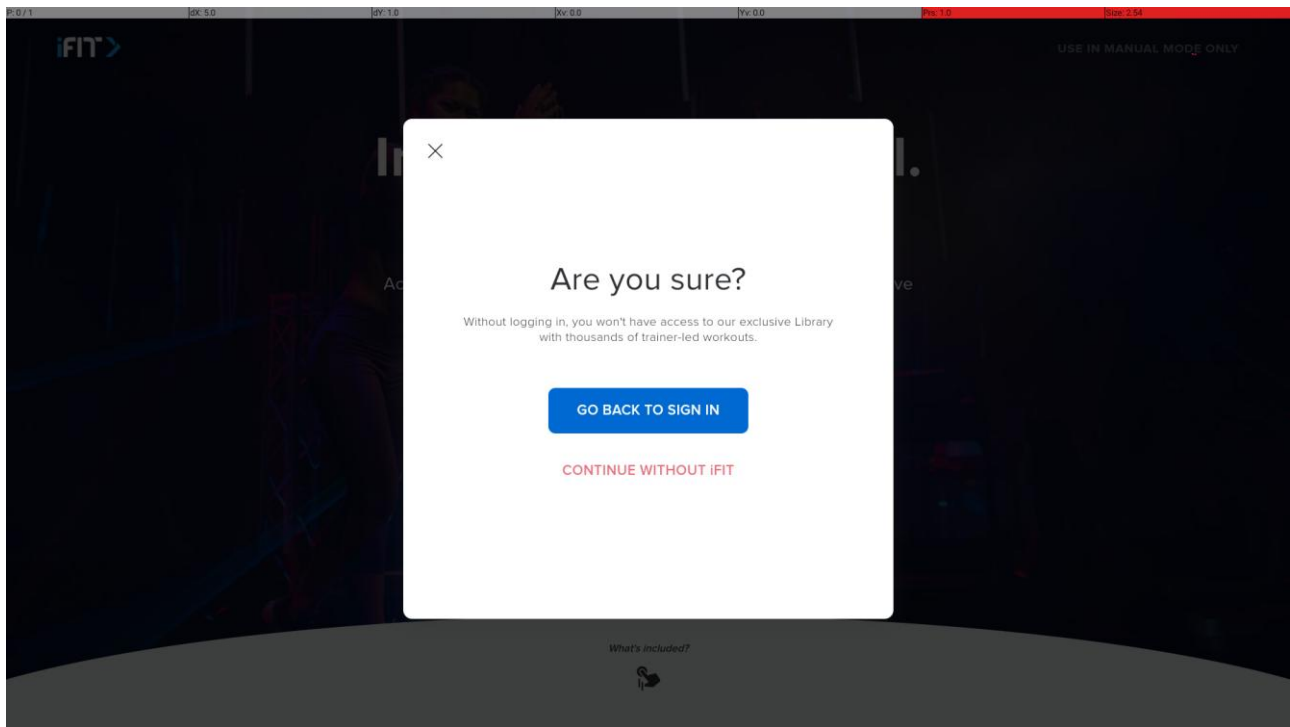 P: 0 / 1 dX: 5.0 dY: 1.0 Xv: 0.0 Yv: 0.0 Prs: 1.0 Size: 2.54
iFIT
USE IN MANUAL MODE ONLY
Are you sure?
Without logging in, you won't have access to our exclusive Library
with thousands of trainer-led workouts.
GO BACK TO SIGN IN
CONTINUE WITHOUT iFIT
What's included?